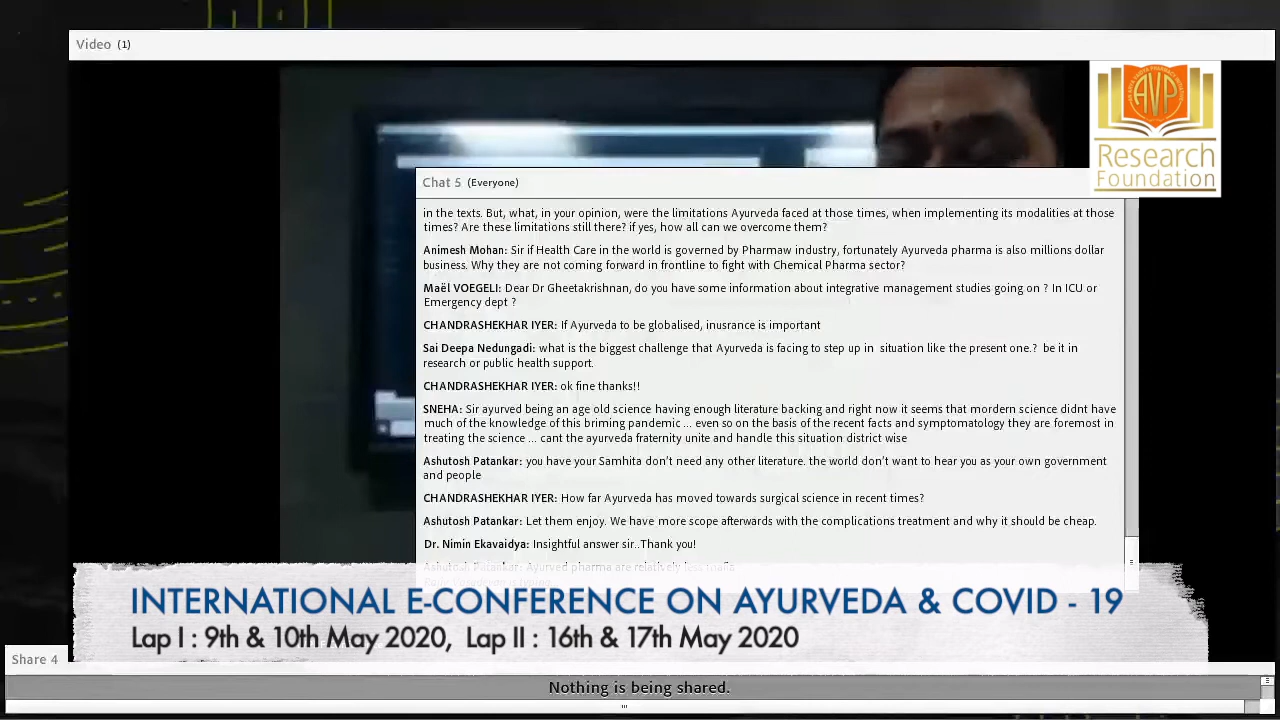 Video (1)
AVP
Research
Foundation
Chat 5 (Everyone)
in the texts. But, what, in your opinion, were the limitations Ayurveda faced at those times, when implementing its modalities at those
times? Are these limitations still there? if yes, how all can we overcome them?
Animesh Mohan: Sir if Health Care in the world is governed by Pharmaw industry, fortunately Ayurveda pharma is also millions dollar
business. Why they are not coming forward in frontline to fight with Chemical Pharma sector?
Maël VOEGELI: Dear Dr Gheetakrishnan, do you have some information about integrative management studies going on ? In ICU or
Emergency dept ?
CHANDRASHEKHAR IYER: If Ayurveda to be globalised, inusrance is important
Sai Deepa Nedungadi: what is the biggest challenge that Ayurveda is facing to step up in situation like the present one.? be it in
research or public health support.
CHANDRASHEKHAR IYER: ok fine thanks!!
SNEHA: Sir ayurved being an age old science having enough literature backing and right now it seems that mordern science didnt have
much of the knowledge of this briming pandemic ... even so on the basis of the recent facts and symptomatology they are foremost in
treating the science ... cant the ayurveda fraternity unite and handle this situation district wise
Ashutosh Patankar: you have your Samhita don't need any other literature. the world don't want to hear you as your own government
and people
CHANDRASHEKHAR IYER: How far Ayurveda has moved towards surgical science in recent times?
Ashutosh Patankar: Let them enjoy. We have more scope afterwards with the complications treatment and why it should be cheap.
Dr. Nimin Ekavaidya: Insightful answer sir..Thank you!
Ashutosh Patankar: Ayurved pharma are relatively less thans
INTERNATIONAL E-CONFERENCE ON AYURVEDA & COVID - 19
Lap I : 9th & 10th May 2020, Lap II : 16th & 17th May 2020
Share 4
Nothing is being shared.